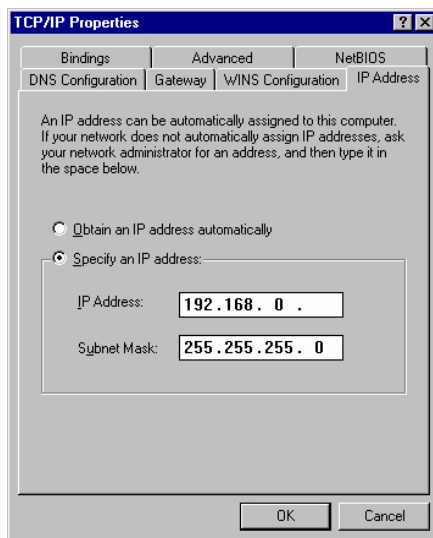 TCP/IP Properties ? ×
Bindings Advanced NetBIOS
DNS Configuration Gateway WINS Configuration IP Address
An IP address can be automatically assigned to this computer.
If your network does not automatically assign IP addresses, ask
your network administrator for an address, and then type it in
the space below.
Obtain an IP address automatically
Specify an IP address:
IP Address: 192.168. 0 .
Subnet Mask: 255.255.255. 0
OK Cancel